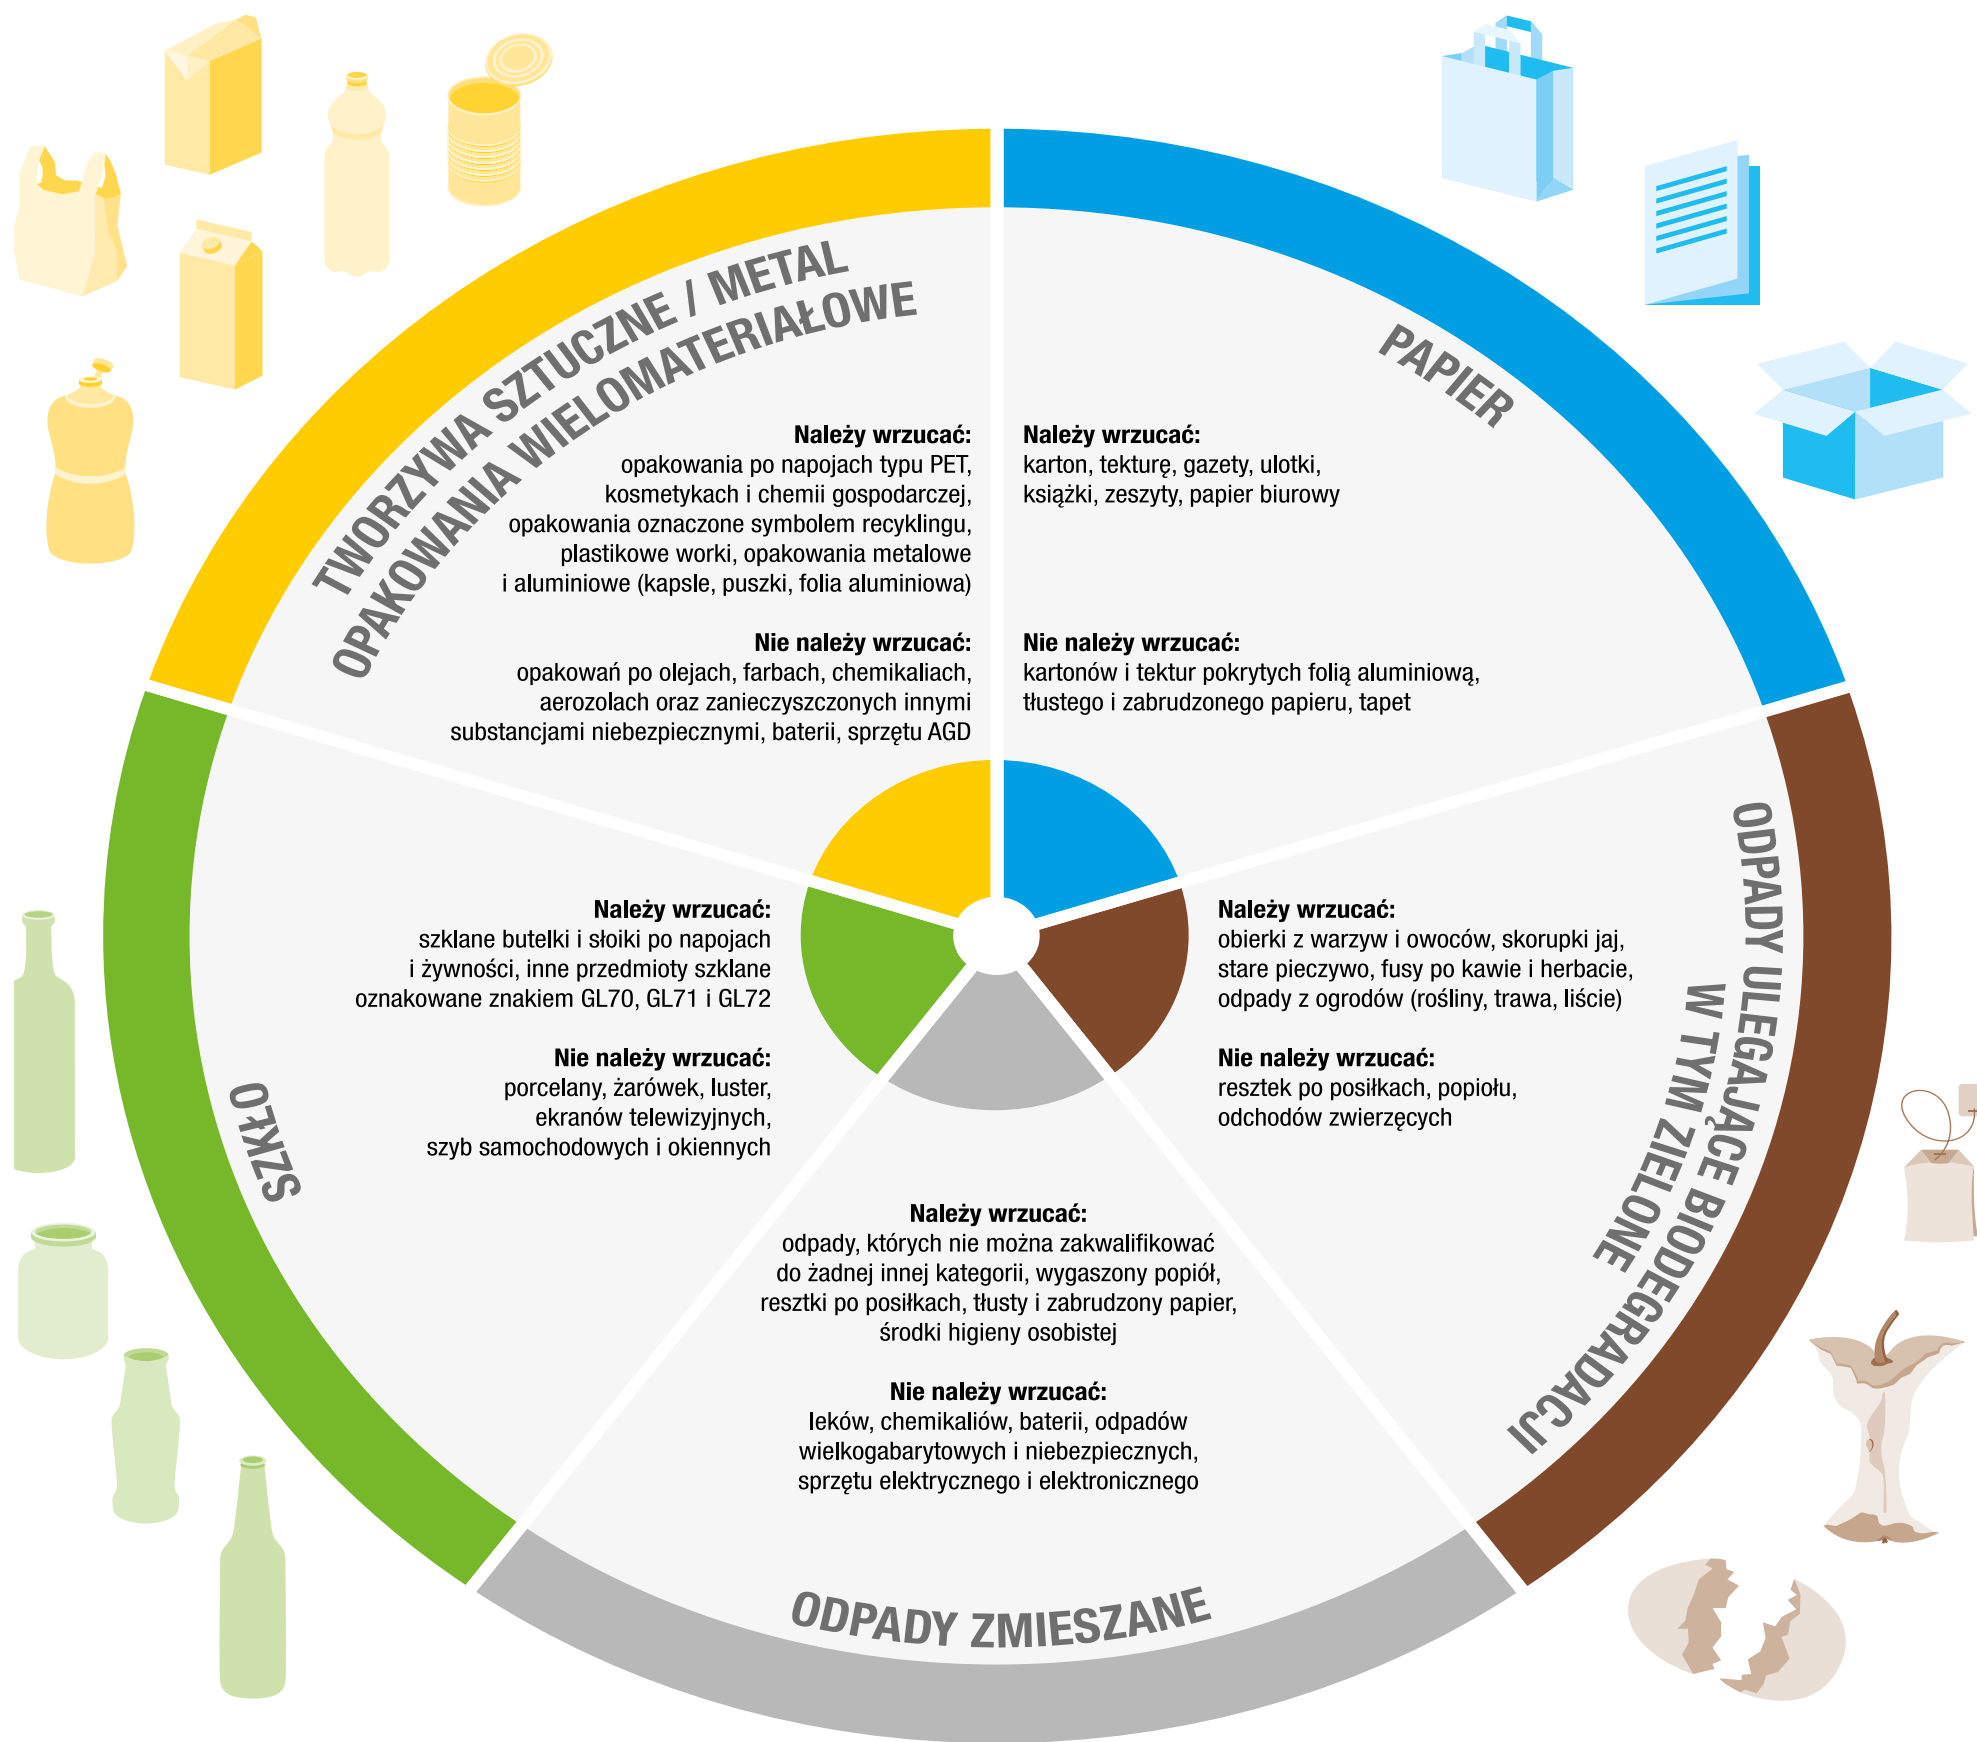 TWORZYWA SZTUCZNE / METAL
OPAKOWANIA WIELOMATERIAŁOWE
Należy wrzucać:
opakowania po napojach typu PET,
kosmetykach i chemii gospodarczej,
opakowania oznaczone symbolem recyklingu,
plastikowe worki, opakowania metalowe
i aluminiowe (kapsle, puszki, folia aluminiowa)
Nie należy wrzucać:
opakowań po olejach, farbach, chemikaliach,
aerozolach oraz zanieczyszczonych innymi
substancjami niebezpiecznymi, baterii, sprzętu AGD
PAPIER
Należy wrzucać:
karton, tekturę, gazety, ulotki,
książki, zeszyty, papier biurowy
Nie należy wrzucać:
kartonów i tektur pokrytych folią aluminiową,
tłustego i zabrudzonego papieru, tapet
SZKŁO
Należy wrzucać:
szklane butelki i słoiki po napojach
i żywności, inne przedmioty szklane
oznakowane znakiem GL70, GL71 i GL72
Nie należy wrzucać:
porcelany, żarówek, luster,
ekranów telewizyjnych,
szyb samochodowych i okiennych
ODPADY ULEGAJĄCE BIODEGRADACJI
W TYM ZIELONE
Należy wrzucać:
obierki z warzyw i owoców, skorupki jaj,
stare pieczywo, fusy po kawie i herbacie,
odpady z ogrodów (rośliny, trawa, liście)
Nie należy wrzucać:
resztek po posiłkach, popiołu,
odchodów zwierzęcych
Należy wrzucać:
odpady, których nie można zakwalifikować
do żadnej innej kategorii, wygaszony popiół,
resztki po posiłkach, tłusty i zabrudzony papier,
środki higieny osobistej
Nie należy wrzucać:
leków, chemikaliów, baterii, odpadów
wielkogabarytowych i niebezpiecznych,
sprzętu elektrycznego i elektronicznego
ODPADY ZMIESZANE